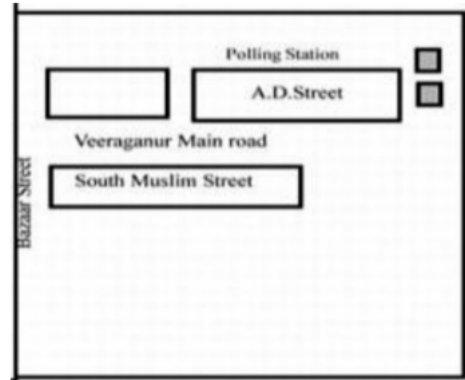 Polling Station
A.D.Street
Veeraganur Main road
South Muslim Street
Bazaar Street